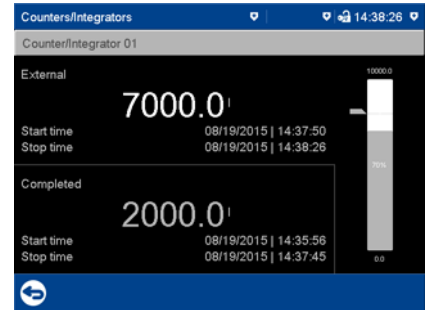 Counters/Integrators 14:38:26
Counter/Integrator 01
External
10000.0
7000.0 l
Start time 08/19/2015 | 14:37:50
Stop time 08/19/2015 | 14:38:26
70%
Completed
2000.0 l
Start time 08/19/2015 | 14:35:56
Stop time 08/19/2015 | 14:37:45
0.0